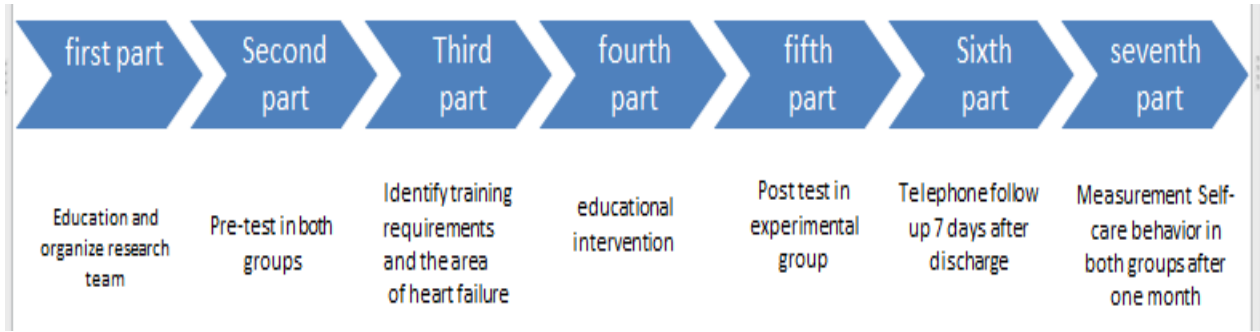 first part
Second
part
Third
part
fourth
part
fifth
part
Sixth
part
seventh
part
Education and
organize research
team
Pre-test in both
groups
Identify training
requirements
and the area
of heart failure
educational
intervention
Post test in
experimental
group
Telephone follow
up 7 days after
discharge
Measurement Self-
care behavior in
both groups after
one month